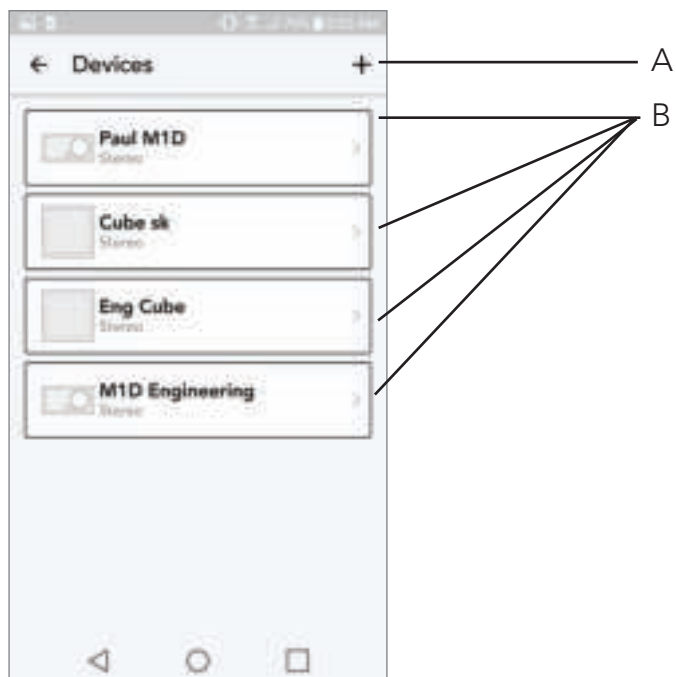 Devices
+
A
B
Paul M1D
Stereo
Cube sk
Stereo
Eng Cube
Stereo
M1D Engineering
Stereo